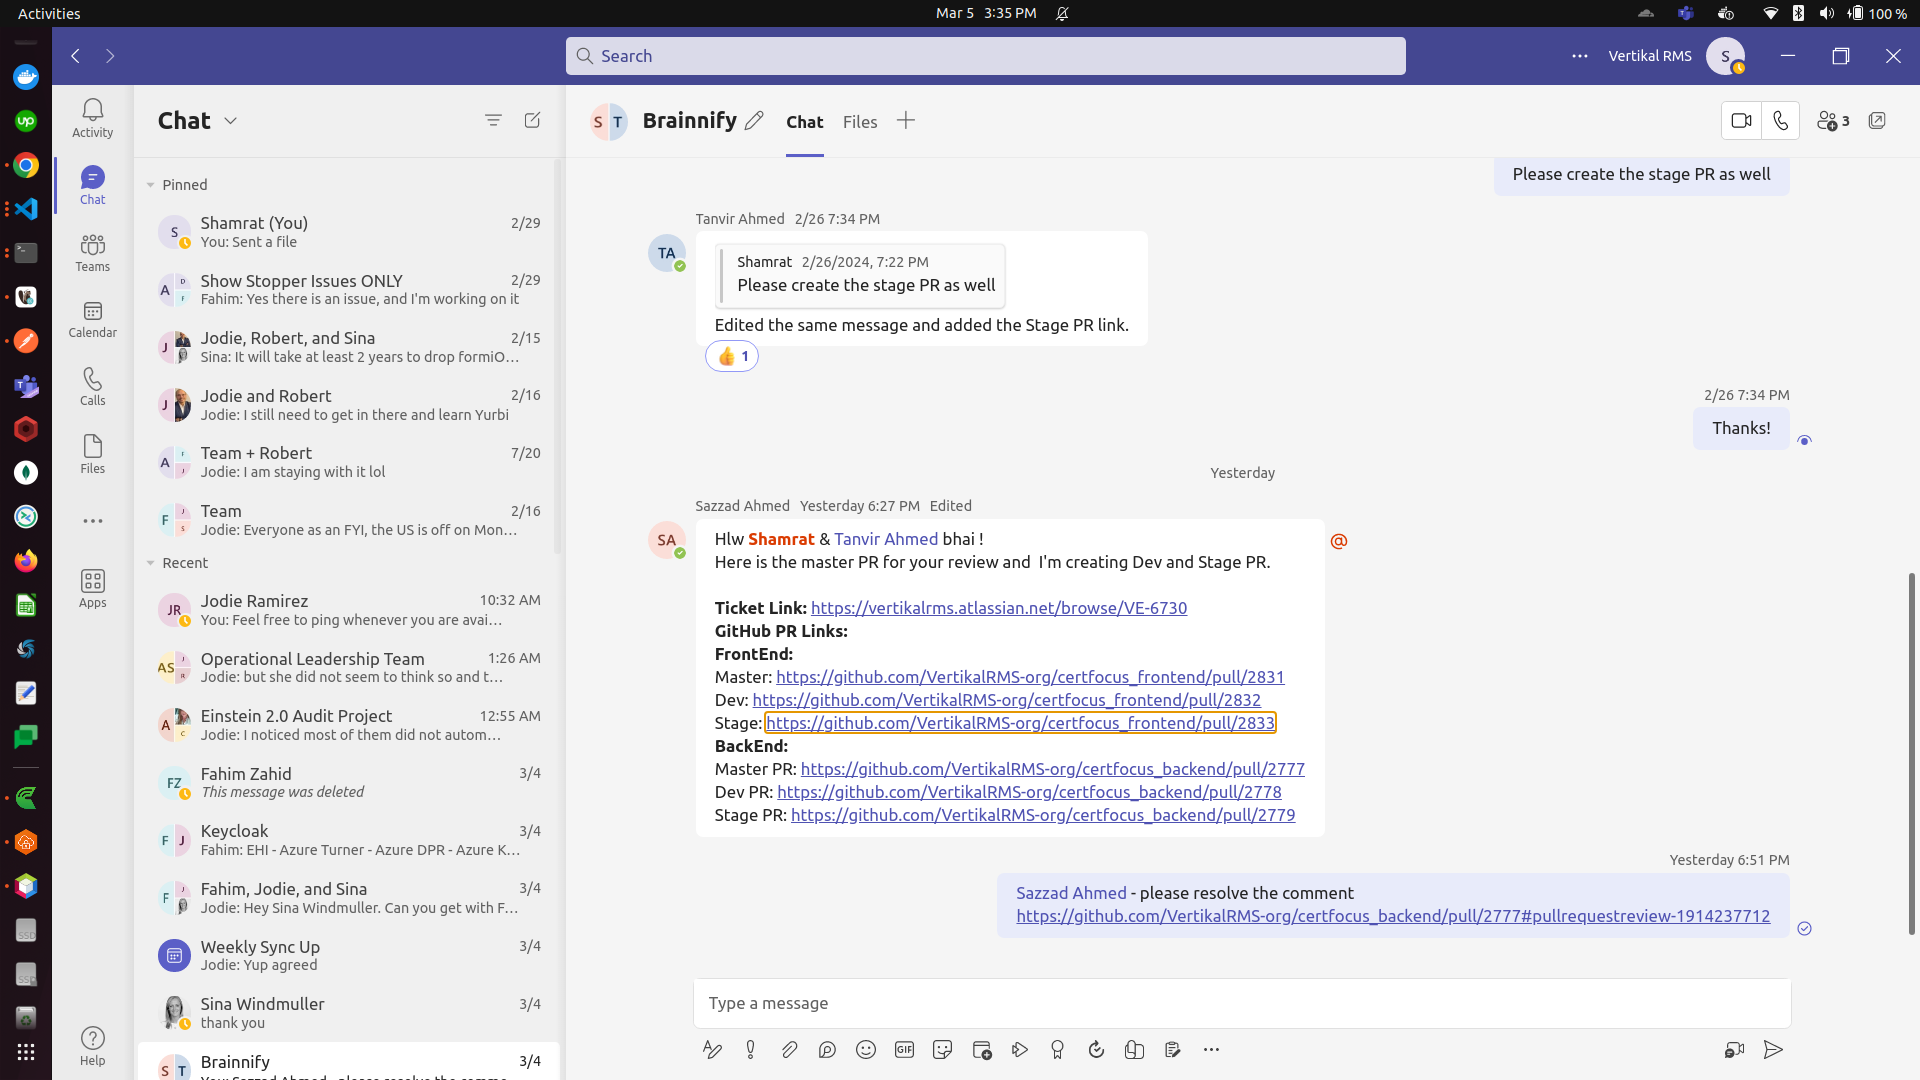 Activities
Mar 5 3:35 PM
100 %
Search
Vertikal RMS
S
Activity
Chat
Teams
Calendar
Calls
Files
Apps
Help
Chat
Pinned
S
Shamrat (You) 2/29
You: Sent a file
A D F
Show Stopper Issues ONLY 2/29
Fahim: Yes there is an issue, and I'm working on it
J
Jodie, Robert, and Sina 2/15
Sina: It will take at least 2 years to drop formiO…
J
Jodie and Robert 2/16
Jodie: I still need to get in there and learn Yurbi
A F J
Team + Robert 7/20
Jodie: I am staying with it lol
F J S
Team 2/16
Jodie: Everyone as an FYI, the US is off on Mon…
Recent
JR
Jodie Ramirez 10:32 AM
You: Feel free to ping whenever you are avai…
AS J R
Operational Leadership Team 1:26 AM
Jodie: but she did not seem to think so and t…
A C
Einstein 2.0 Audit Project 12:55 AM
Jodie: I noticed most of them did not autom…
FZ
Fahim Zahid 3/4
This message was deleted
F J
Keycloak 3/4
Fahim: EHI - Azure Turner - Azure DPR - Azure K…
F J
Fahim, Jodie, and Sina 3/4
Jodie: Hey Sina Windmuller. Can you get with F…
Weekly Sync Up 3/4
Jodie: Yup agreed
Sina Windmuller 3/4
thank you
S T
Brainnify 3/4
You: Sazzad Ahmed - please resolve the comme…
S T
Brainnify Chat Files
3
Please create the stage PR as well
Tanvir Ahmed 2/26 7:34 PM
TA
Shamrat 2/26/2024, 7:22 PM
Please create the stage PR as well
Edited the same message and added the Stage PR link.
👍 1
2/26 7:34 PM
Thanks!
Yesterday
Sazzad Ahmed Yesterday 6:27 PM Edited
SA
Hlw Shamrat & Tanvir Ahmed bhai !
@
Here is the master PR for your review and I'm creating Dev and Stage PR.
Ticket Link: https://vertikalrms.atlassian.net/browse/VE-6730
GitHub PR Links:
FrontEnd:
Master: https://github.com/VertikalRMS-org/certfocus_frontend/pull/2831
Dev: https://github.com/VertikalRMS-org/certfocus_frontend/pull/2832
Stage: https://github.com/VertikalRMS-org/certfocus_frontend/pull/2833
BackEnd:
Master PR: https://github.com/VertikalRMS-org/certfocus_backend/pull/2777
Dev PR: https://github.com/VertikalRMS-org/certfocus_backend/pull/2778
Stage PR: https://github.com/VertikalRMS-org/certfocus_backend/pull/2779
Yesterday 6:51 PM
Sazzad Ahmed - please resolve the comment
https://github.com/VertikalRMS-org/certfocus_backend/pull/2777#pullrequestreview-1914237712
Type a message
GIF